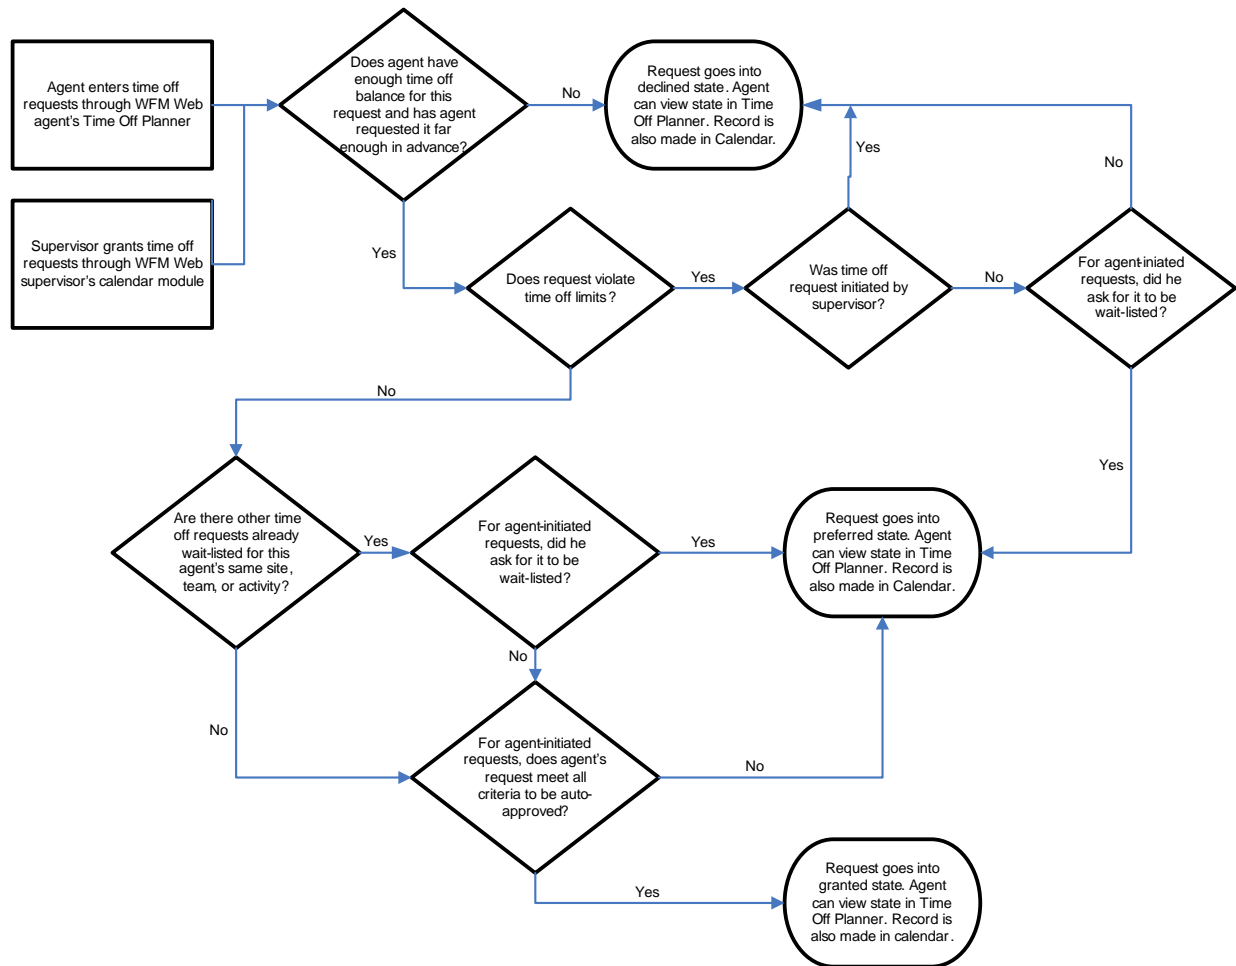 Agent enters time off
requests through WFM Web
agent's Time Off Planner
Does agent have
enough time off
balance for this
request and has agent
requested it far
enough in advance?
No
Request goes into
declined state. Agent
can view state in Time
Off Planner. Record is
also made in Calendar.
Yes
No
Supervisor grants time off
requests through WFM Web
supervisor's calendar module
Yes
Does request violate
time off limits?
Yes
Was time off
request initiated by
supervisor?
No
For agent-iniated
requests, did he
ask for it to be
wait-listed?
No
Yes
Are there other time
off requests already
wait-listed for this
agent's same site,
team, or activity?
Yes
For agent-initiated
requests, did he
ask for it to be
wait-listed?
Yes
Request goes into
preferred state. Agent
can view state in Time
Off Planner. Record is
also made in Calendar.
No
No
For agent-initiated
requests, does agent's
request meet all
criteria to be auto-
approved?
No
Yes
Request goes into
granted state. Agent
can view state in Time
Off Planner. Record is
also made in calendar.